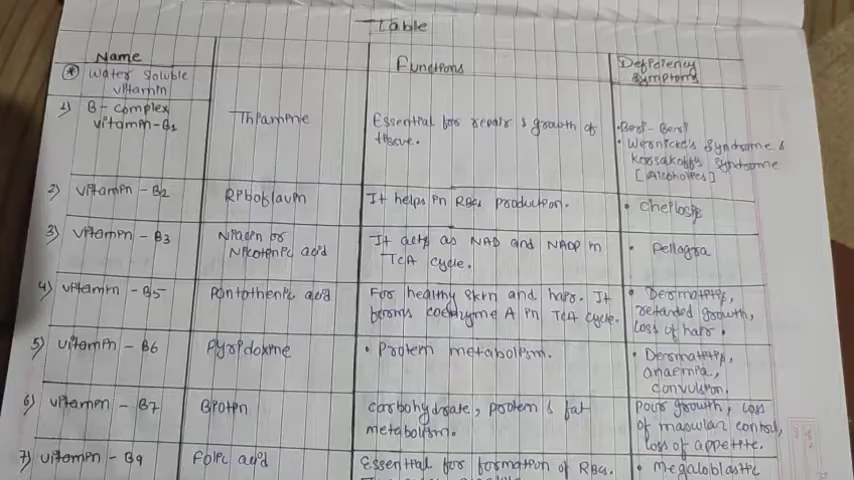 Table
Name
Functions
Deficiency Symptoms
* Water Soluble Vitamin
1) B-Complex Vitamin-B1
Thiamine
Essential for repair & growth of tissue.
• Beri-Beri
• Wernicke's Syndrome & Korsakoff's Syndrome [Alcoholics]
2) Vitamin-B2
Riboflavin
It helps in RBCs production.
• Cheilosis
3) Vitamin-B3
Niacin or Nicotinic acid
It acts as NAD and NADP in TCA cycle.
• Pellagra
4) Vitamin-B5
Pantothenic acid
For healthy skin and hair. It forms coenzyme A in TCA cycle.
• Dermatitis, retarded growth, Loss of hair.
5) Vitamin-B6
Pyridoxine
• Protein metabolism.
• Dermatitis, anaemia, convulsion.
6) Vitamin-B7
Biotin
carbohydrate, protein & fat metabolism.
poor growth, Loss of mascular control, Loss of appetite.
7) Vitamin-B9
Folic acid
Essential for formation of RBCs.
• Megaloblastic